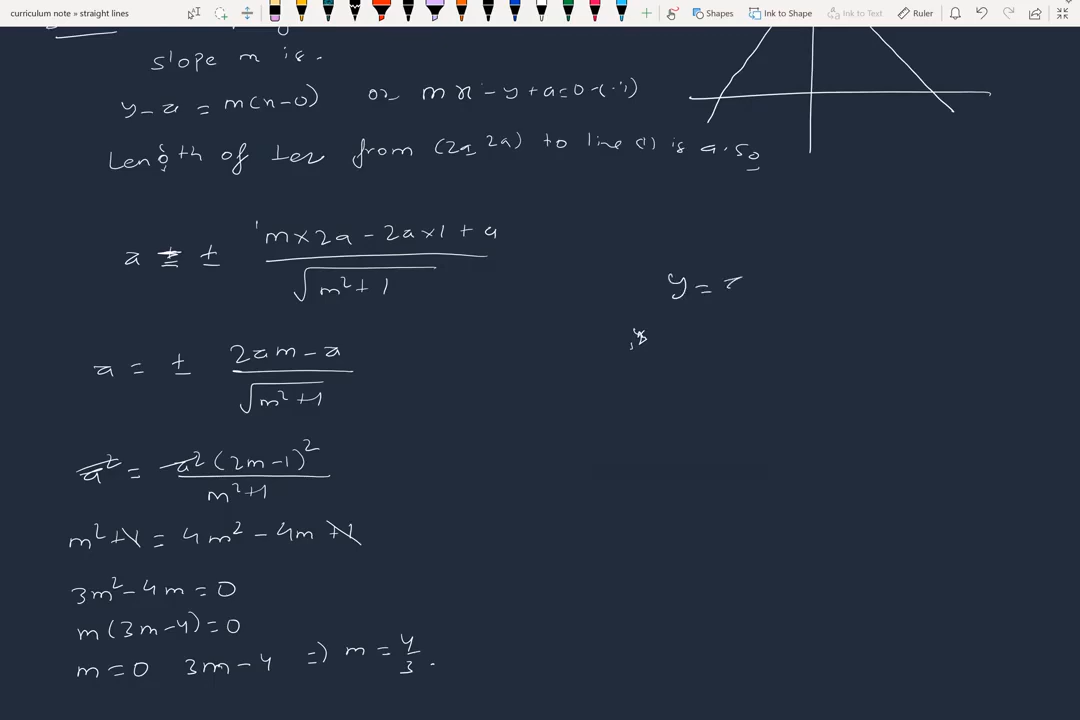 curriculum note » straight lines
Shapes
Ink to Shape
Ink to Text
Ruler
slope m is.
y - a = m(x-0) or mx - y + a = 0 -(1)
Length of ⊥er from (2a, 2a) to line (1) is a. so
a = ± m×2a - 2a×1 + a / √m²+1
y = a
a = ± 2am - a / √m²+1
a² = a²(2m-1)² / m²+1
m² + 1 = 4m² - 4m + 1
3m² - 4m = 0
m(3m-4) = 0
m = 0 3m - 4 => m = 4/3.